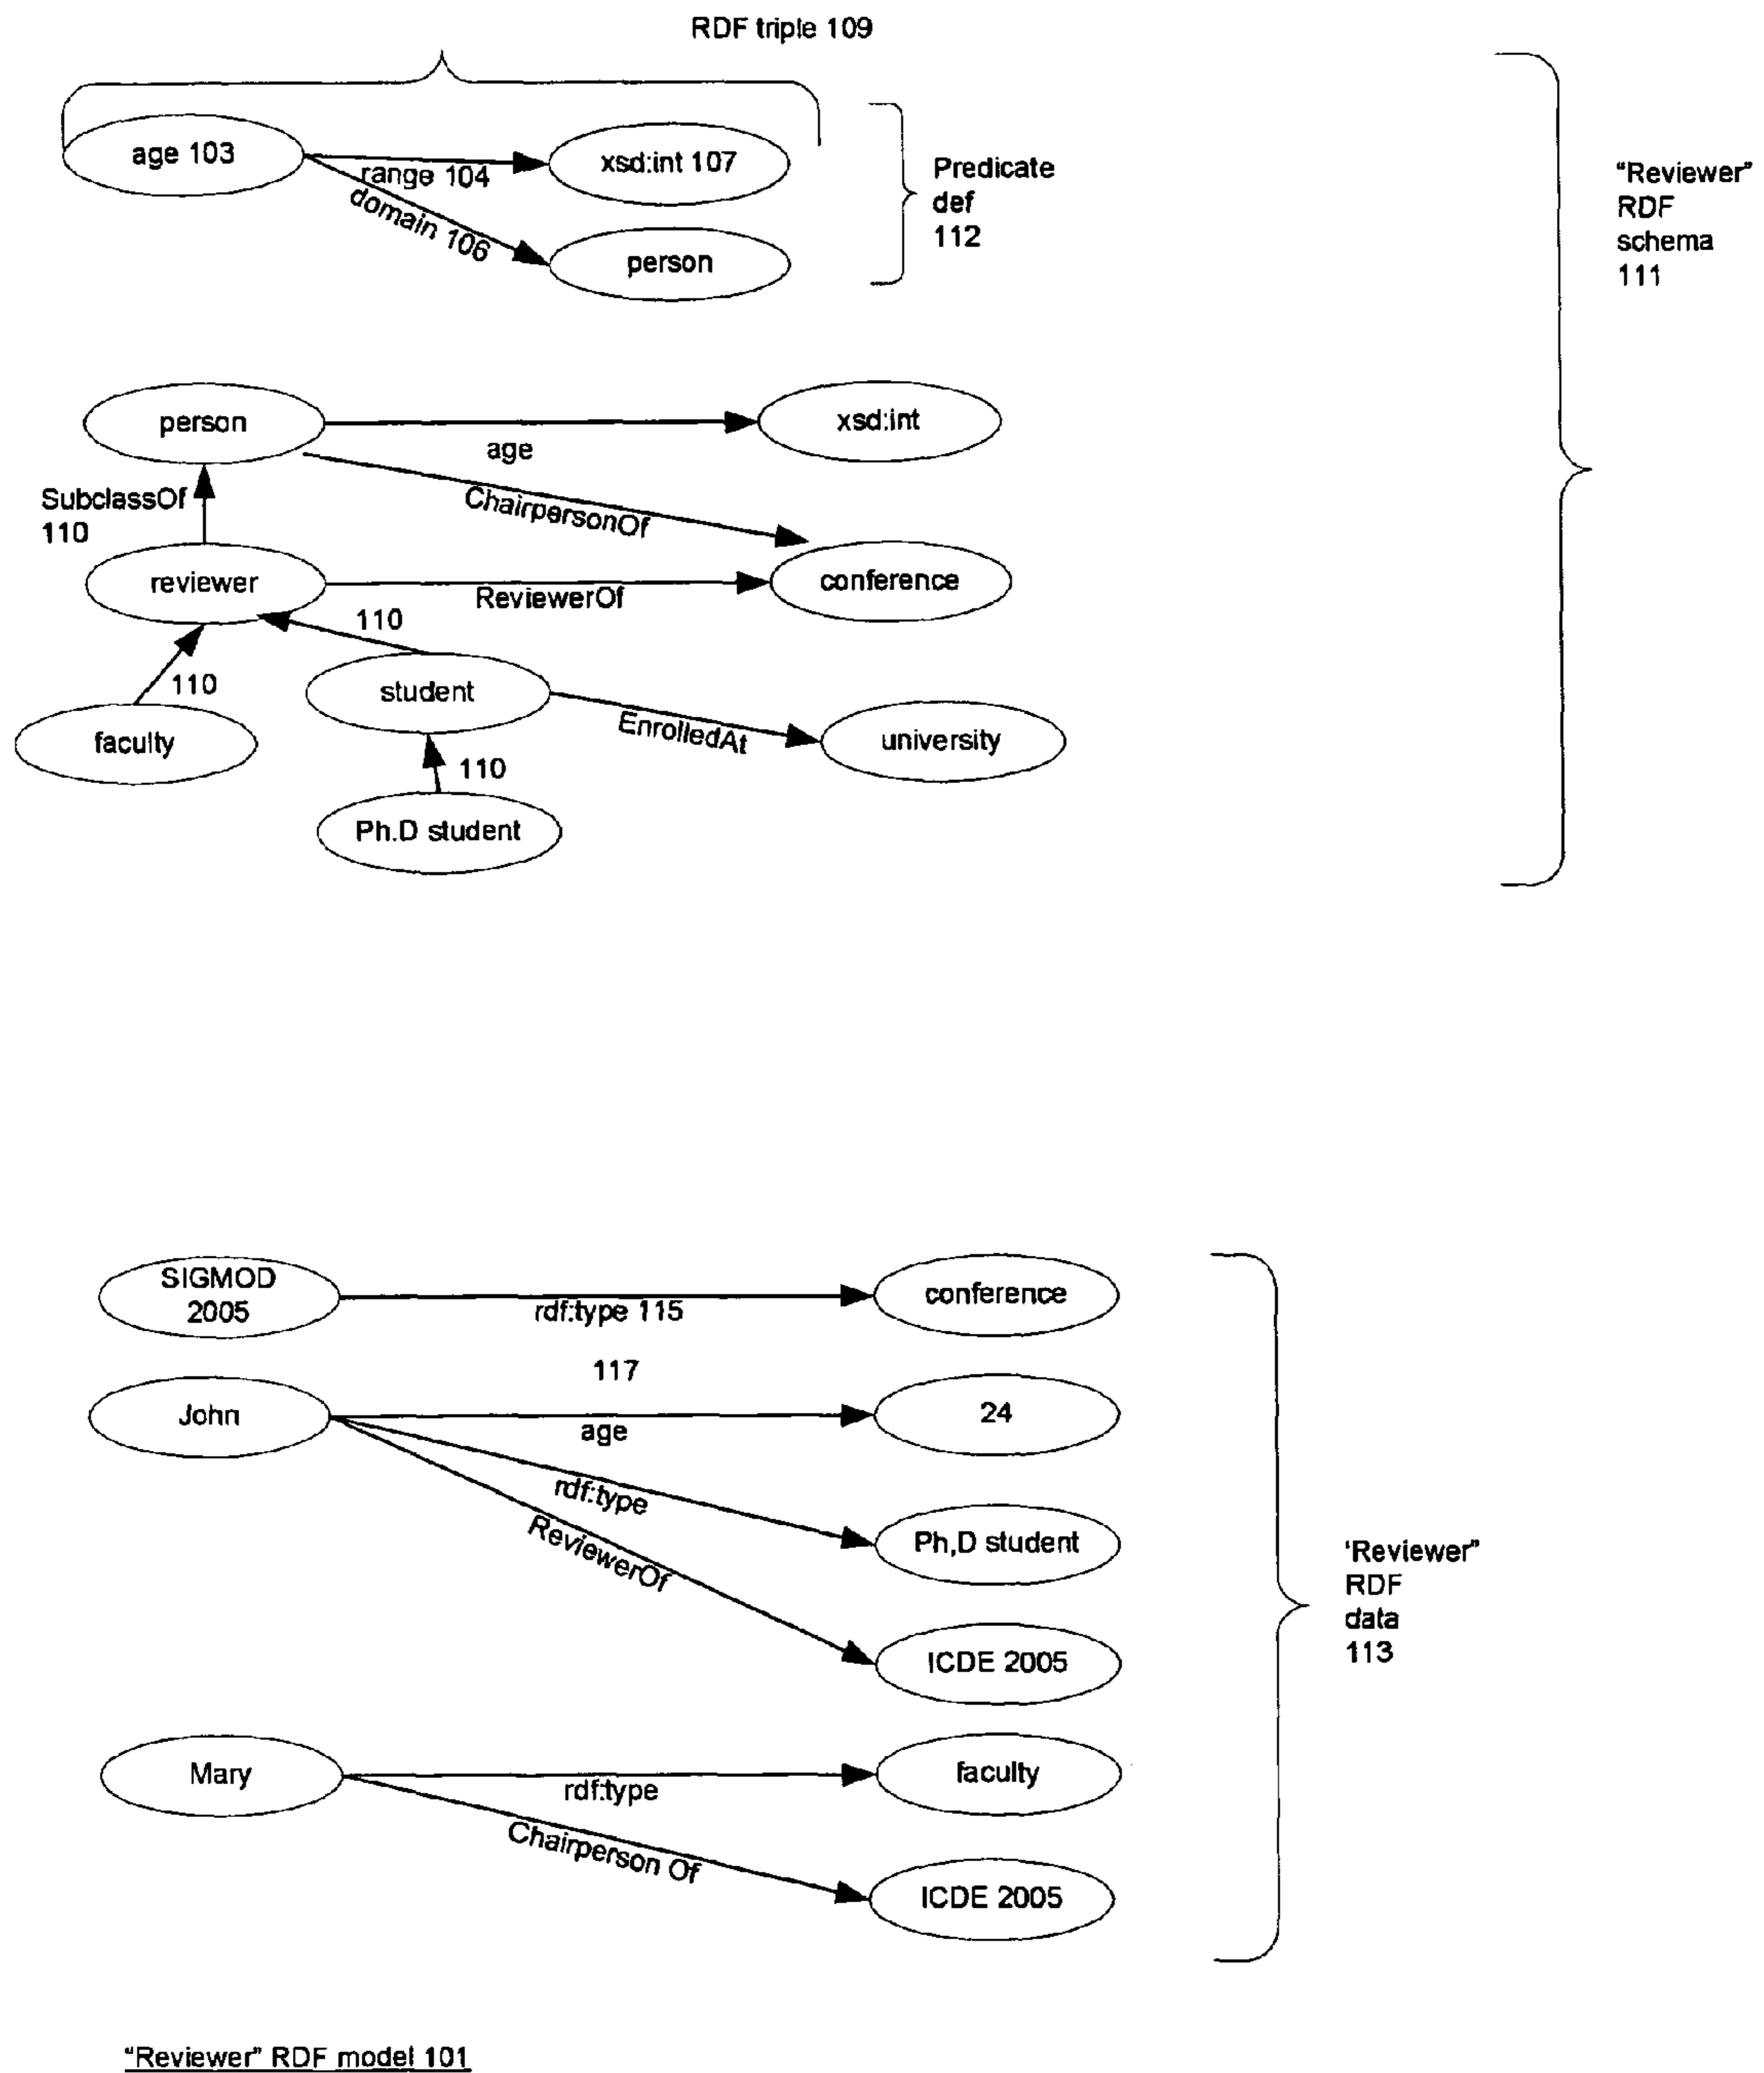 RDF triple 109
age 103
range 104
domain 106
xsd:int 107
person
Predicate
def
112
"Reviewer"
RDF
schema
111
person
age
xsd:int
ChairpersonOf
SubclassOf
110
reviewer
ReviewerOf
conference
110
110
student
EnrolledAt
university
faculty
110
Ph.D student
SIGMOD
2005
rdf:type 115
conference
117
John
age
24
rdf:type
Ph,D student
ReviewerOf
ICDE 2005
'Reviewer"
RDF
data
113
Mary
rdf:type
faculty
Chairperson Of
ICDE 2005
"Reviewer" RDF model 101